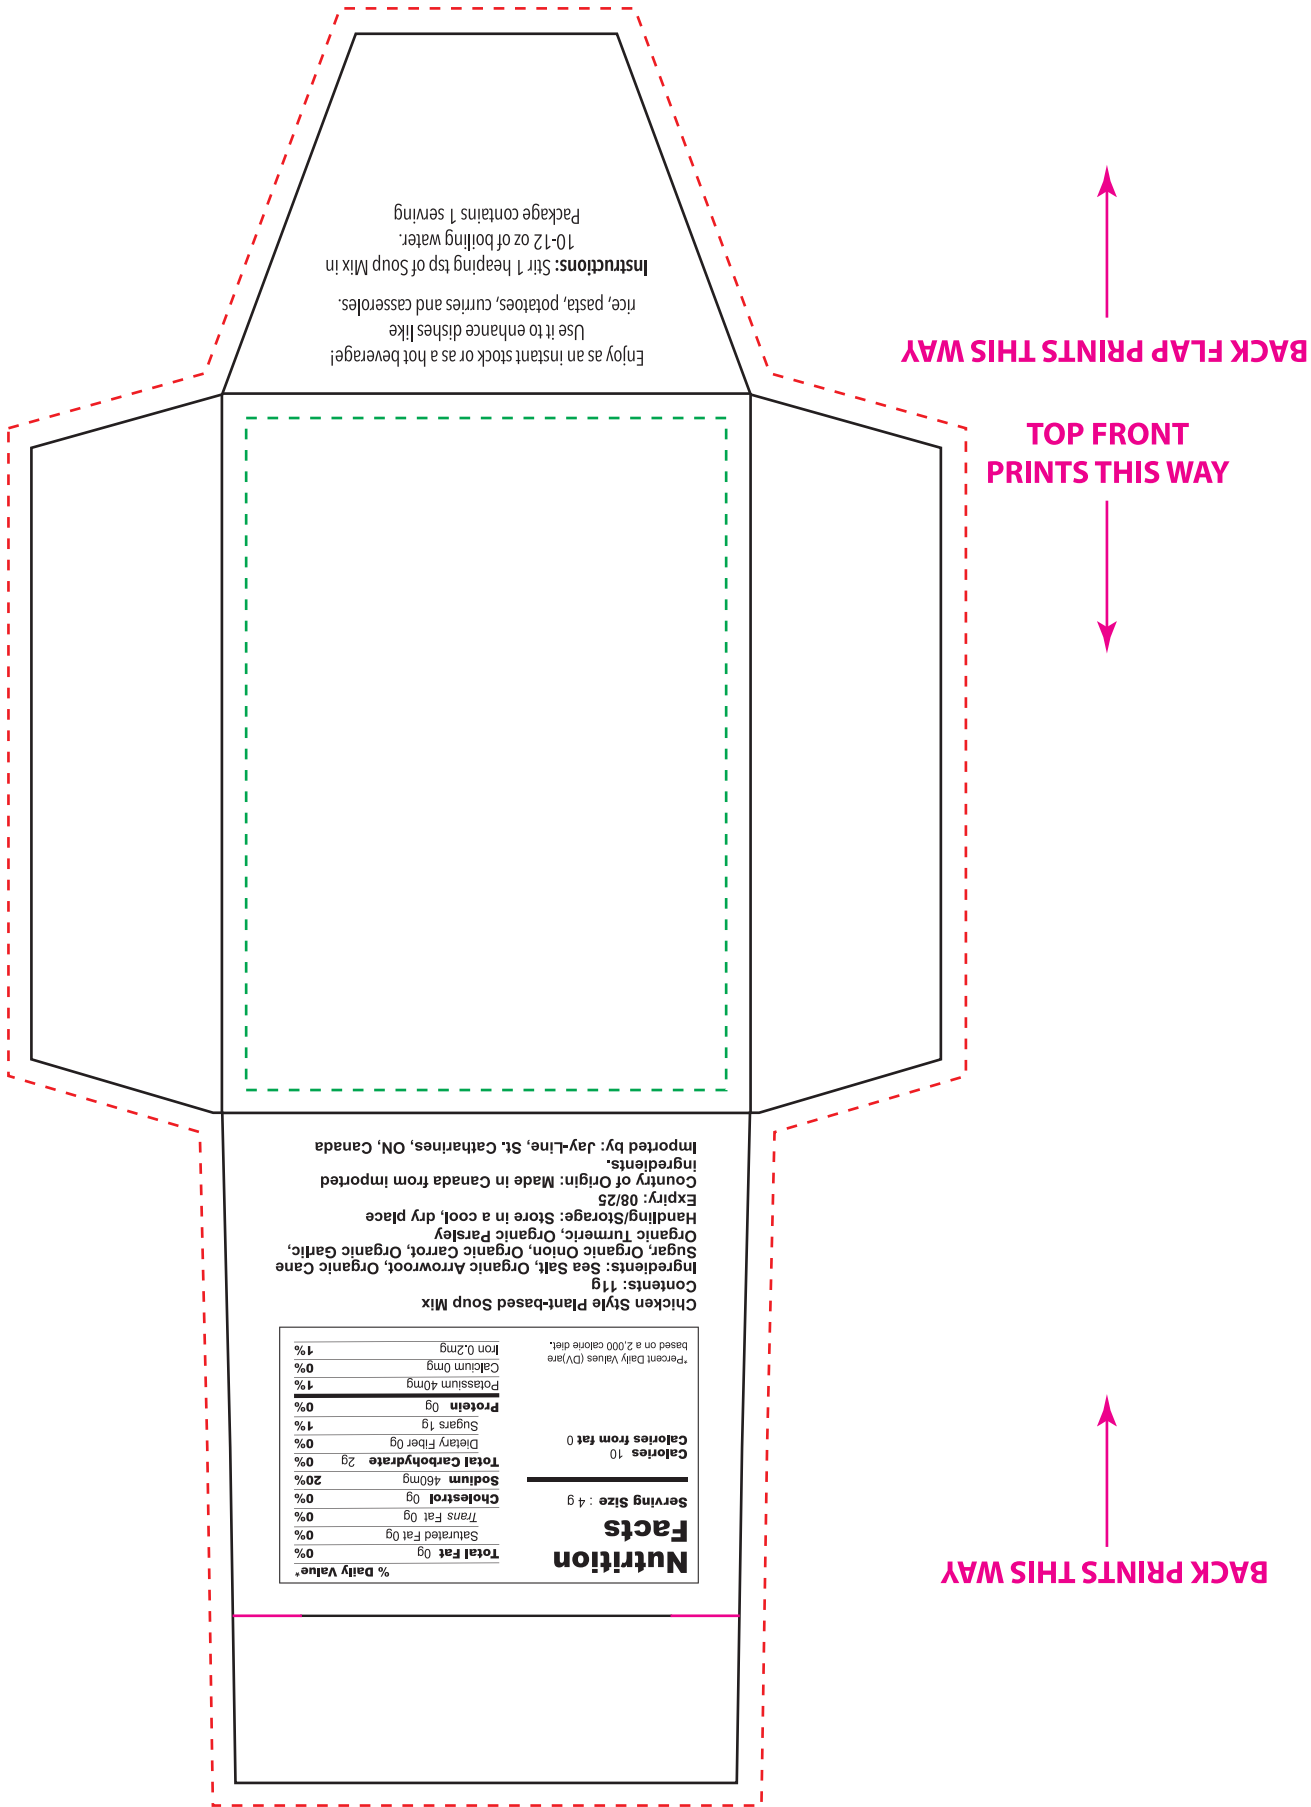 Enjoy as an instant stock or as a hot beverage!
Use it to enhance dishes like
rice, pasta, potatoes, curries and casseroles.
Instructions: Stir 1 heaping tsp of Soup Mix in
10-12 oz of boiling water.
Package contains 1 serving
BACK FLAP PRINTS THIS WAY
TOP FRONT
PRINTS THIS WAY
Nutrition
Facts
Serving Size : 4 g
Calories 10
Calories from fat 0
*Percent Daily Values (DV)are
based on a 2,000 calorie diet.
% Daily Value*
Total Fat 0g 0%
Saturated Fat 0g 0%
Trans Fat 0g 0%
Cholestrol 0g 0%
Sodium 460mg 20%
Total Carbohydrate 2g 0%
Dietary Fiber 0g 0%
Sugars 1g 1%
Protein 0g 0%
Potassium 40mg 1%
Calcium 0mg 0%
Iron 0.2mg 1%
Chicken Style Plant-based Soup Mix
Contents: 11g
Ingredients: Sea Salt, Organic Arrowroot, Organic Cane
Sugar, Organic Onion, Organic Carrot, Organic Garlic,
Organic Turmeric, Organic Parsley
Handling/Storage: Store in a cool, dry place
Expiry: 08/25
Country of Origin: Made in Canada from imported
ingredients.
Imported by: Jay-Line, St. Catharines, ON, Canada
BACK PRINTS THIS WAY